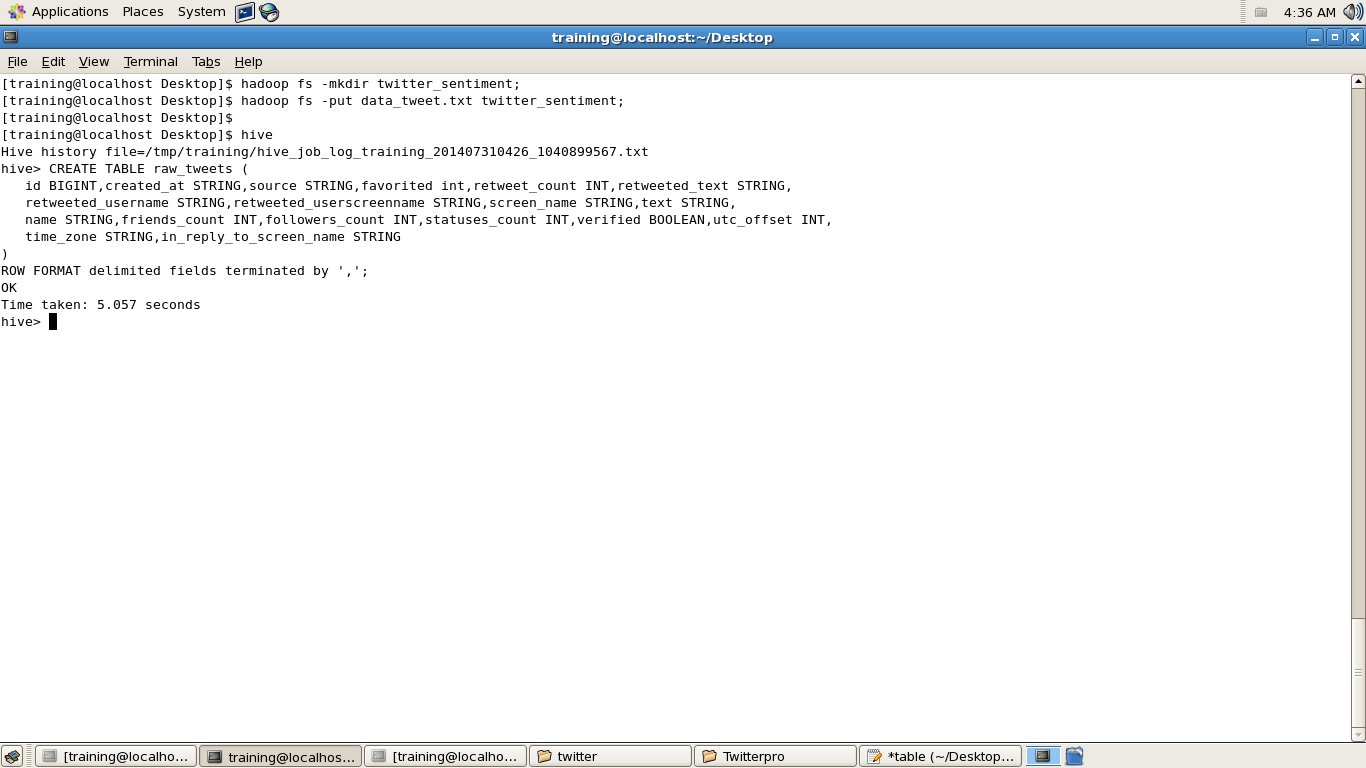 Applications Places System 4:36 AM
training@localhost:~/Desktop
File Edit View Terminal Tabs Help
[training@localhost Desktop]$ hadoop fs -mkdir twitter_sentiment;
[training@localhost Desktop]$ hadoop fs -put data_tweet.txt twitter_sentiment;
[training@localhost Desktop]$
[training@localhost Desktop]$ hive
Hive history file=/tmp/training/hive_job_log_training_201407310426_1040899567.txt
hive> CREATE TABLE raw_tweets (
   id BIGINT,created_at STRING,source STRING,favorited int,retweet_count INT,retweeted_text STRING,
   retweeted_username STRING,retweeted_userscreenname STRING,screen_name STRING,text STRING,
   name STRING,friends_count INT,followers_count INT,statuses_count INT,verified BOOLEAN,utc_offset INT,
   time_zone STRING,in_reply_to_screen_name STRING
)
ROW FORMAT delimited fields terminated by ',';
OK
Time taken: 5.057 seconds
hive>
[training@localho... training@localhos... [training@localho... twitter Twitterpro *table (~/Desktop...